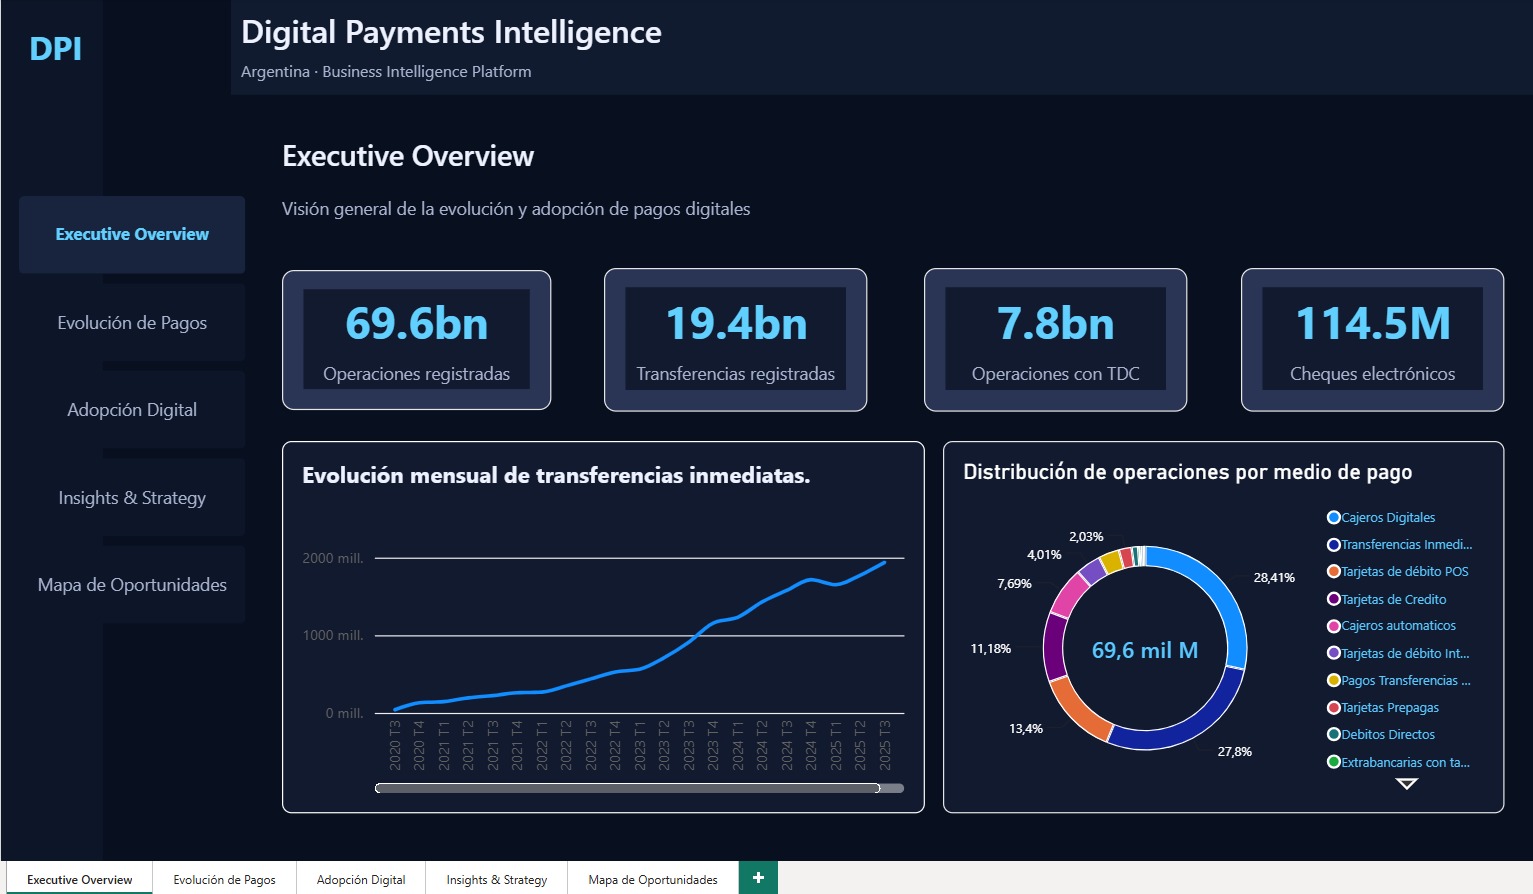 DPI
Digital Payments Intelligence
Argentina · Business Intelligence Platform
Executive Overview
Evolución de Pagos
Adopción Digital
Insights & Strategy
Mapa de Oportunidades
Executive Overview
Visión general de la evolución y adopción de pagos digitales
69.6bn
Operaciones registradas
19.4bn
Transferencias registradas
7.8bn
Operaciones con TDC
114.5M
Cheques electrónicos
Evolución mensual de transferencias inmediatas.
2000 mill.
1000 mill.
0 mill.
2020 T3
2020 T4
2021 T1
2021 T2
2021 T3
2021 T4
2022 T1
2022 T2
2022 T3
2022 T4
2023 T1
2023 T2
2023 T3
2023 T4
2024 T1
2024 T2
2024 T3
2024 T4
2025 T1
2025 T2
2025 T3
Distribución de operaciones por medio de pago
2,03%
4,01%
7,69%
11,18%
13,4%
27,8%
28,41%
69,6 mil M
Cajeros Digitales
Transferencias Inmedi...
Tarjetas de débito POS
Tarjetas de Credito
Cajeros automaticos
Tarjetas de débito Int...
Pagos Transferencias ...
Tarjetas Prepagas
Debitos Directos
Extrabancarias con ta...
Executive Overview
Evolución de Pagos
Adopción Digital
Insights & Strategy
Mapa de Oportunidades
+